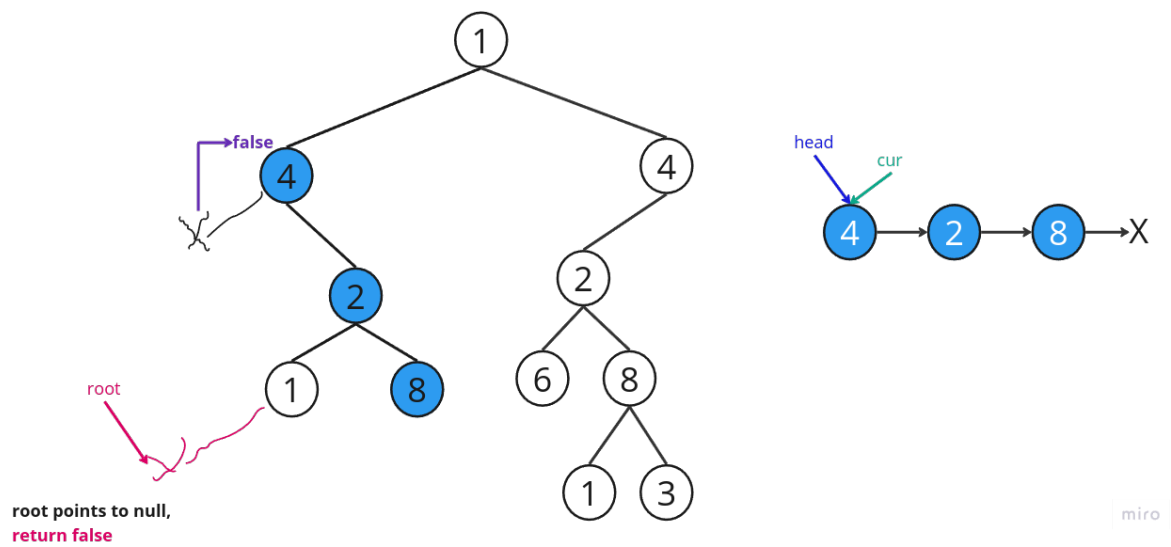 1
false
4
4
head
cur
4
2
8
X
2
2
1
8
6
8
root
1
3
root points to null,
return false
miro